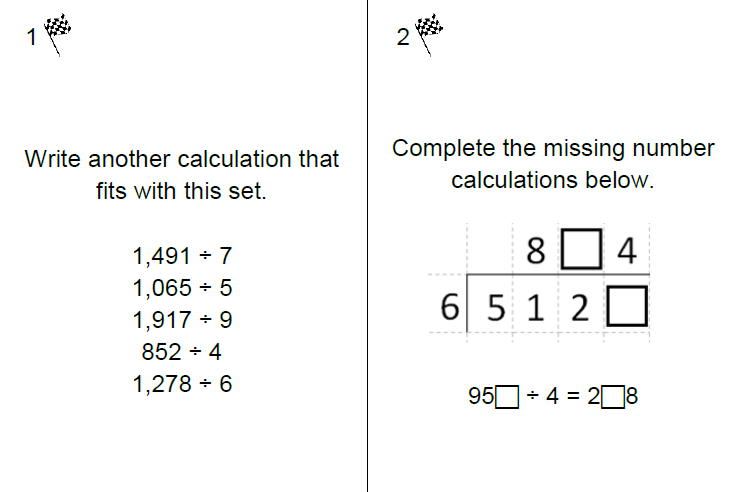 1
Write another calculation that
fits with this set.
1,491 ÷ 7
1,065 ÷ 5
1,917 ÷ 9
852 ÷ 4
1,278 ÷ 6
2
Complete the missing number
calculations below.
8 □ 4
6 5 1 2 □
95□ ÷ 4 = 2□8